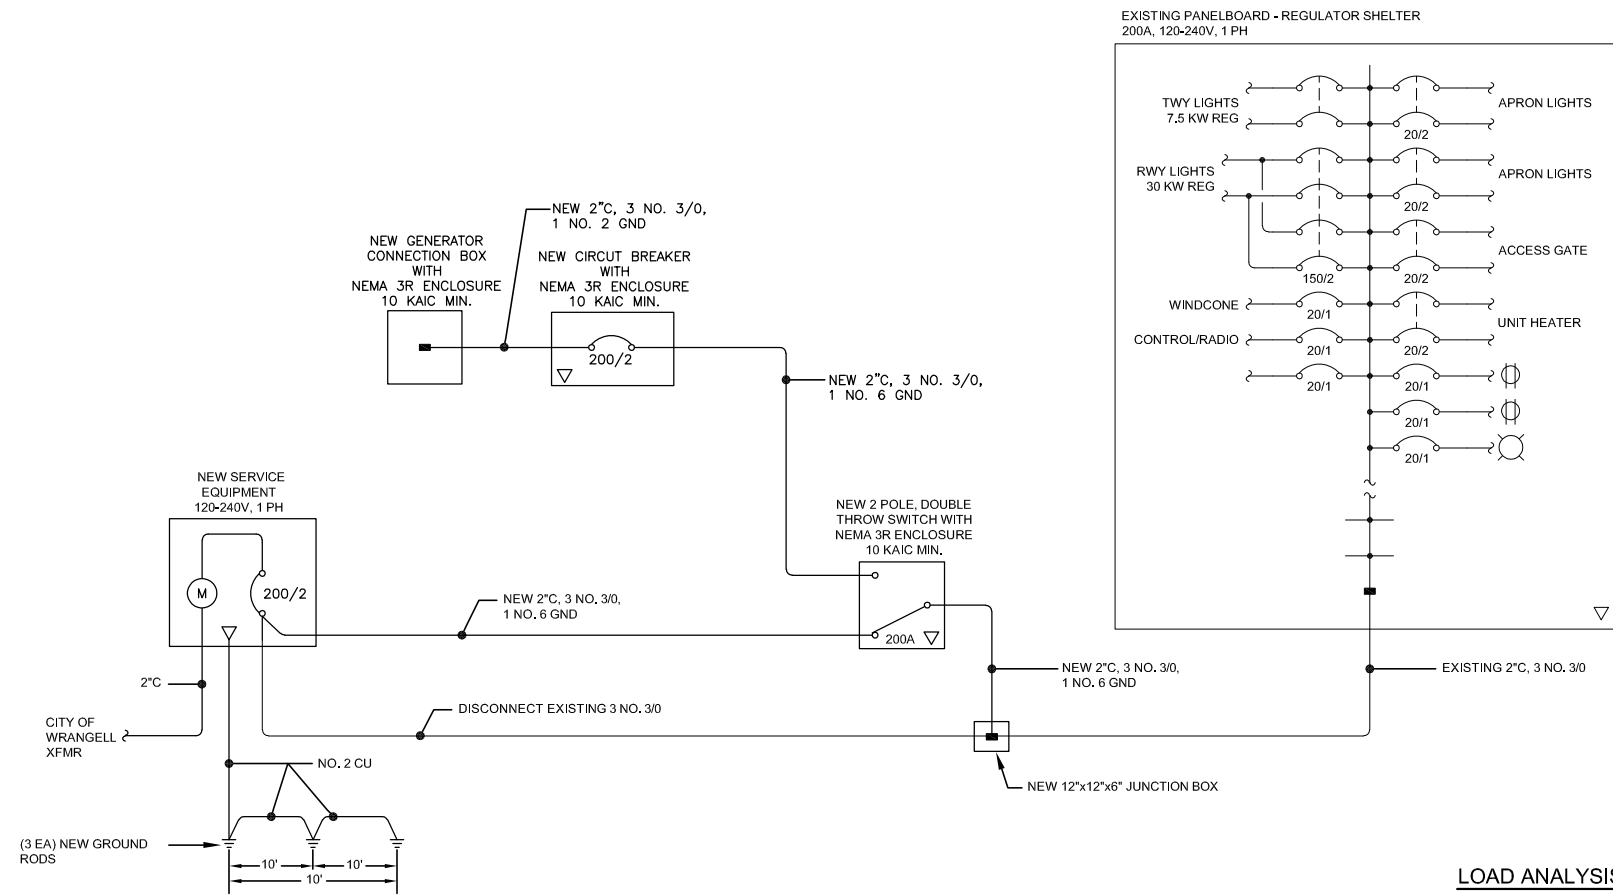 EXISTING PANELBOARD - REGULATOR SHELTER
200A, 120-240V, 1 PH
TWY LIGHTS
7.5 KW REG
20/2
APRON LIGHTS
RWY LIGHTS
30 KW REG
20/2
APRON LIGHTS
150/2
20/2
ACCESS GATE
WINDCONE
20/1
CONTROL/RADIO
20/1
20/2
UNIT HEATER
20/1
20/1
20/1
20/1
NEW 2"C, 3 NO. 3/0,
1 NO. 2 GND
NEW GENERATOR
CONNECTION BOX
WITH
NEMA 3R ENCLOSURE
10 KAIC MIN.
NEW CIRCUT BREAKER
WITH
NEMA 3R ENCLOSURE
10 KAIC MIN.
200/2
NEW 2"C, 3 NO. 3/0,
1 NO. 6 GND
NEW SERVICE
EQUIPMENT
120-240V, 1 PH
M
200/2
NEW 2"C, 3 NO. 3/0,
1 NO. 6 GND
NEW 2 POLE, DOUBLE
THROW SWITCH WITH
NEMA 3R ENCLOSURE
10 KAIC MIN.
200A
NEW 2"C, 3 NO. 3/0,
1 NO. 6 GND
EXISTING 2"C, 3 NO. 3/0
2"C
DISCONNECT EXISTING 3 NO. 3/0
CITY OF
WRANGELL
XFMR
NO. 2 CU
NEW 12"x12"x6" JUNCTION BOX
(3 EA) NEW GROUND
RODS
10'
10'
10'
LOAD ANALYSIS